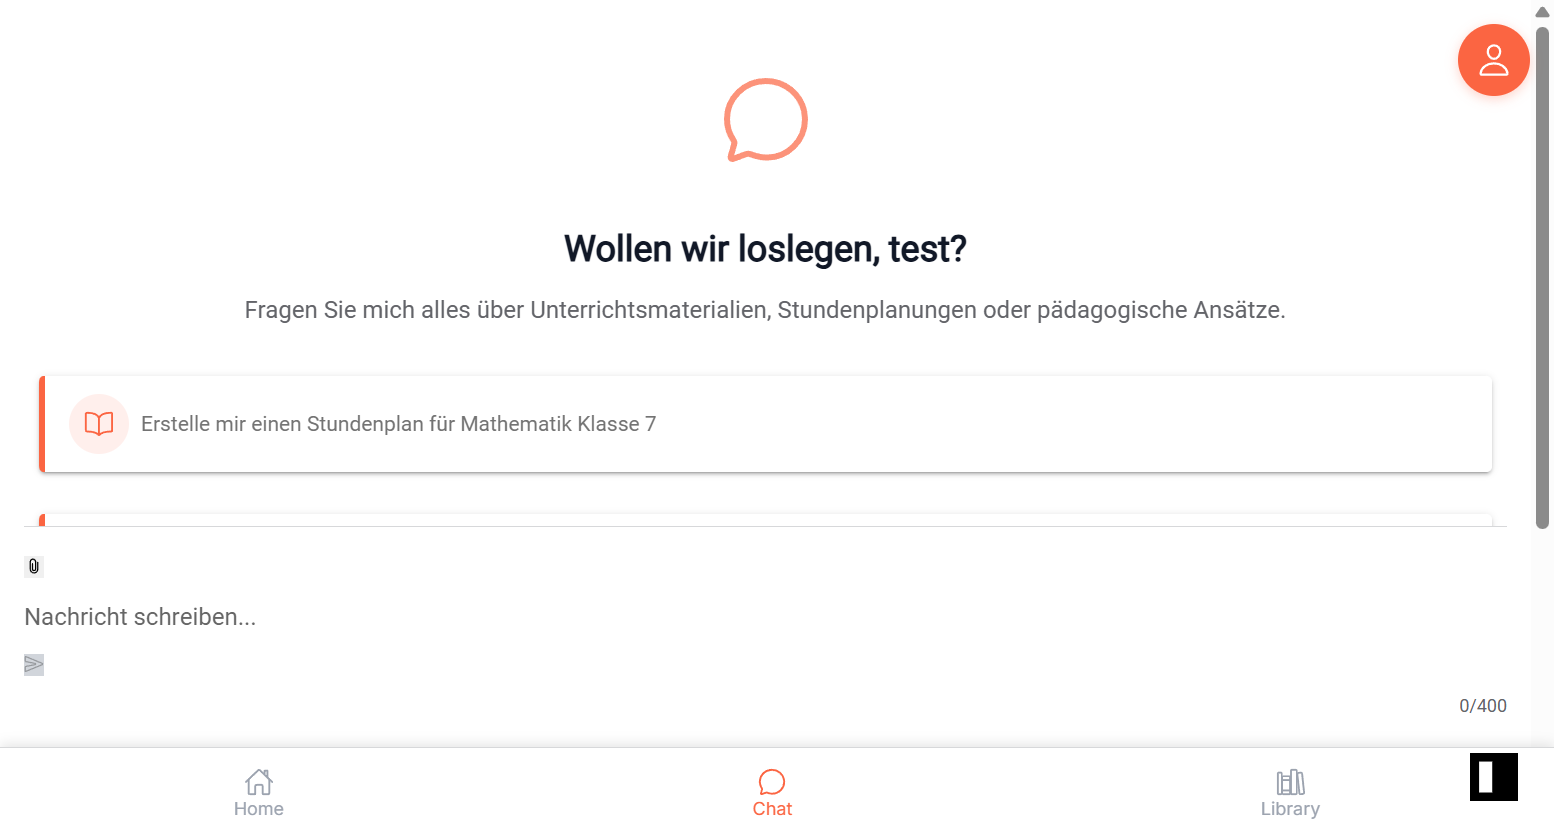 Wollen wir loslegen, test?
Fragen Sie mich alles über Unterrichtsmaterialien, Stundenplanungen oder pädagogische Ansätze.
Erstelle mir einen Stundenplan für Mathematik Klasse 7
Nachricht schreiben...
0/400
Home
Chat
Library